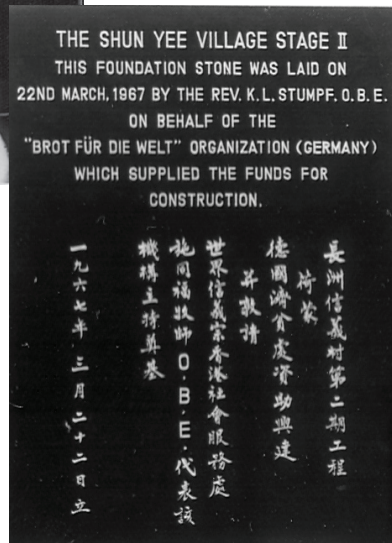 THE SHUN YEE VILLAGE STAGE II
THIS FOUNDATION STONE WAS LAID ON
22ND MARCH, 1967 BY THE REV. K. L. STUMPF. O. B. E.
ON BEHALF OF THE
"BROT FÜR DIE WELT" ORGANIZATION (GERMANY)
WHICH SUPPLIED THE FUNDS FOR
CONSTRUCTION.
長洲信義村第二期工程
荷蒙
德國濟貧處資助興建
并敦請
世界信義宗香港社會服務處
施同福牧師O.B.E.代表該
機構主持奠基
一九六七年三月二十二日立